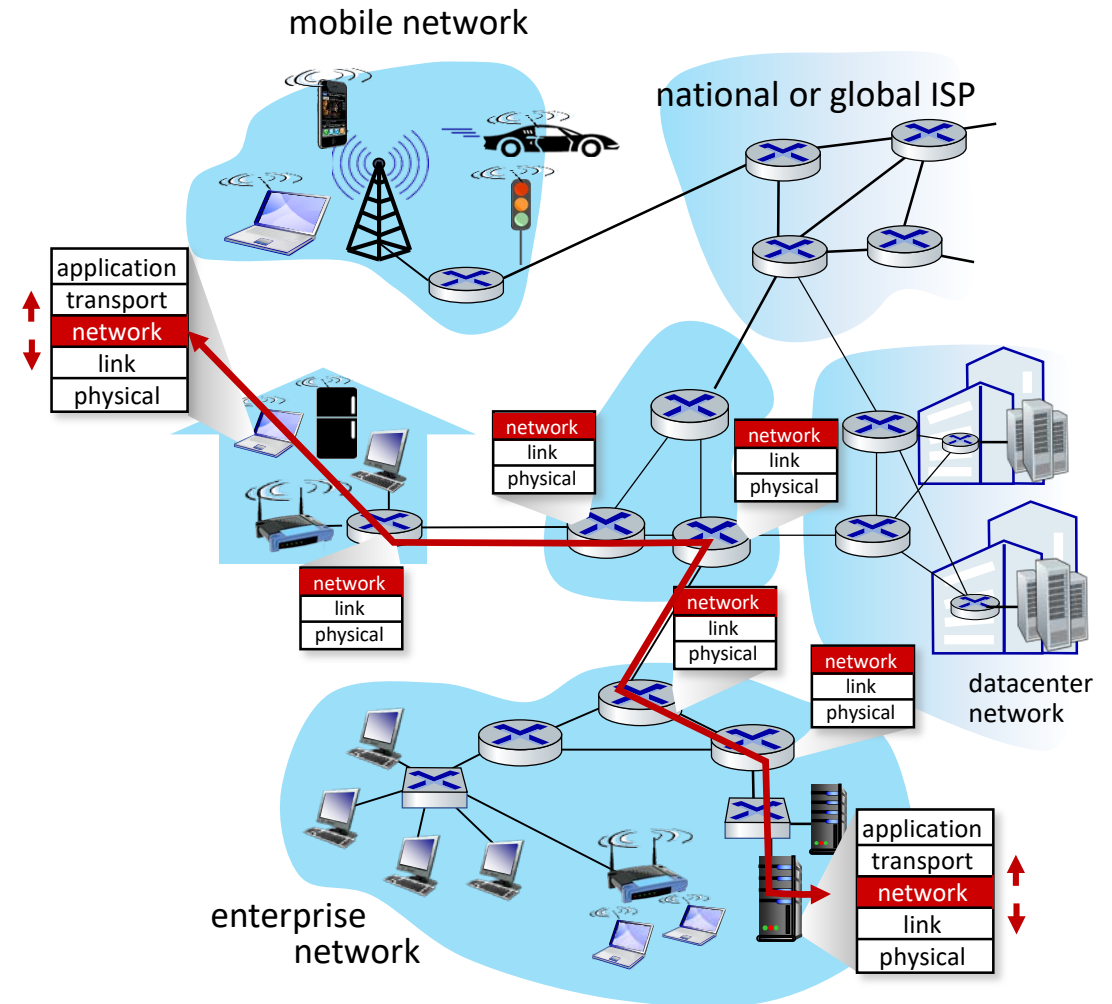 mobile network
national or global ISP
application
transport
network
link
physical
network
link
physical
network
link
physical
network
link
physical
network
link
physical
network
link
physical
datacenter
network
application
transport
network
link
physical
enterprise
network